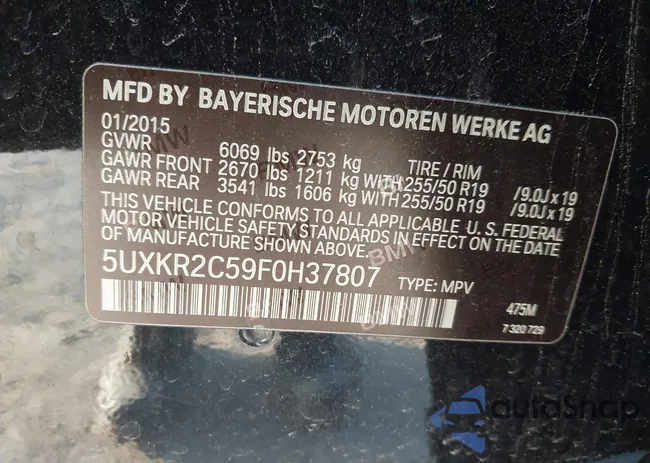 MFD BY BAYERISCHE MOTOREN WERKE AG
01/2015
GVWR 6069 lbs 2753 kg TIRE / RIM
GAWR FRONT 2670 lbs 1211 kg WITH 255/50 R19 /9.0J x 19
GAWR REAR 3541 lbs 1606 kg WITH 255/50 R19 /9.0J x 19
THIS VEHICLE CONFORMS TO ALL APPLICABLE U. S. FEDERAL
MOTOR VEHICLE SAFETY STANDARDS IN EFFECT ON THE DATE
OF MANUFACTURE SHOWN ABOVE.
5UXKR2C59F0H37807 TYPE: MPV
475M
7 320 729
BMW
autoSnap